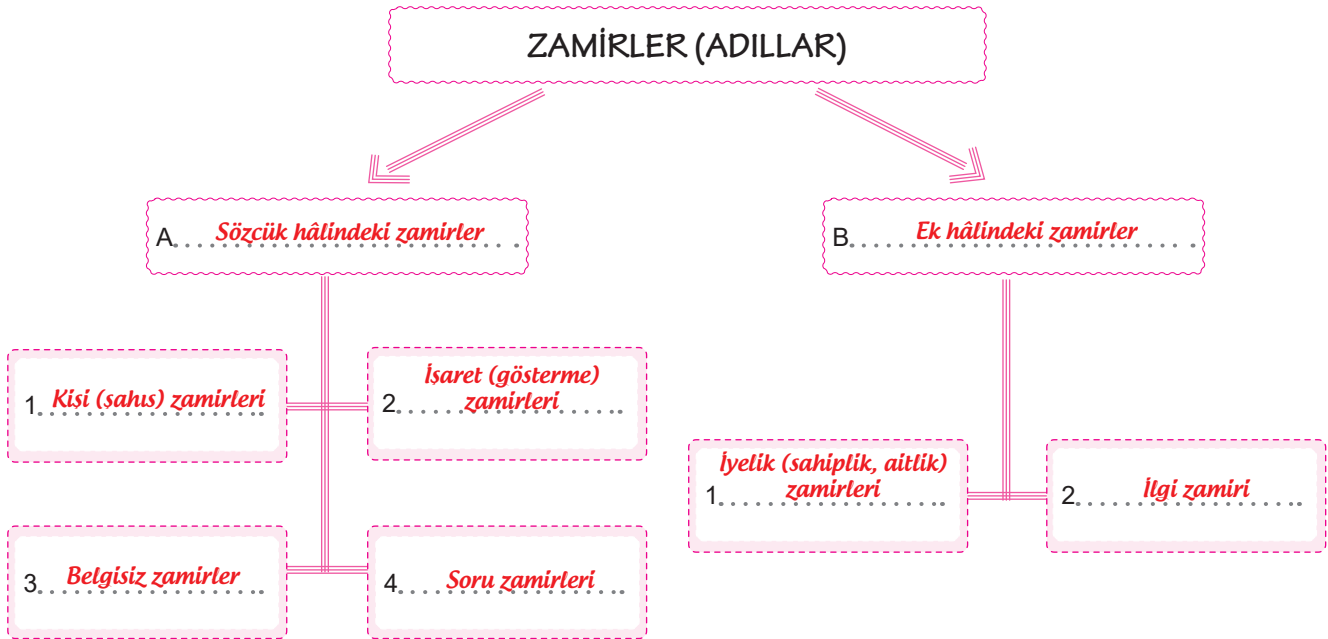 ZAMİRLER (ADILLAR)
A. Sözcük hâlindeki zamirler
B. Ek hâlindeki zamirler
1. Kişi (şahıs) zamirleri
2. İşaret (gösterme)
zamirleri
3. Belgisiz zamirler
4. Soru zamirleri
1. İyelik (sahiplik, aitlik)
zamirleri
2. İlgi zamiri